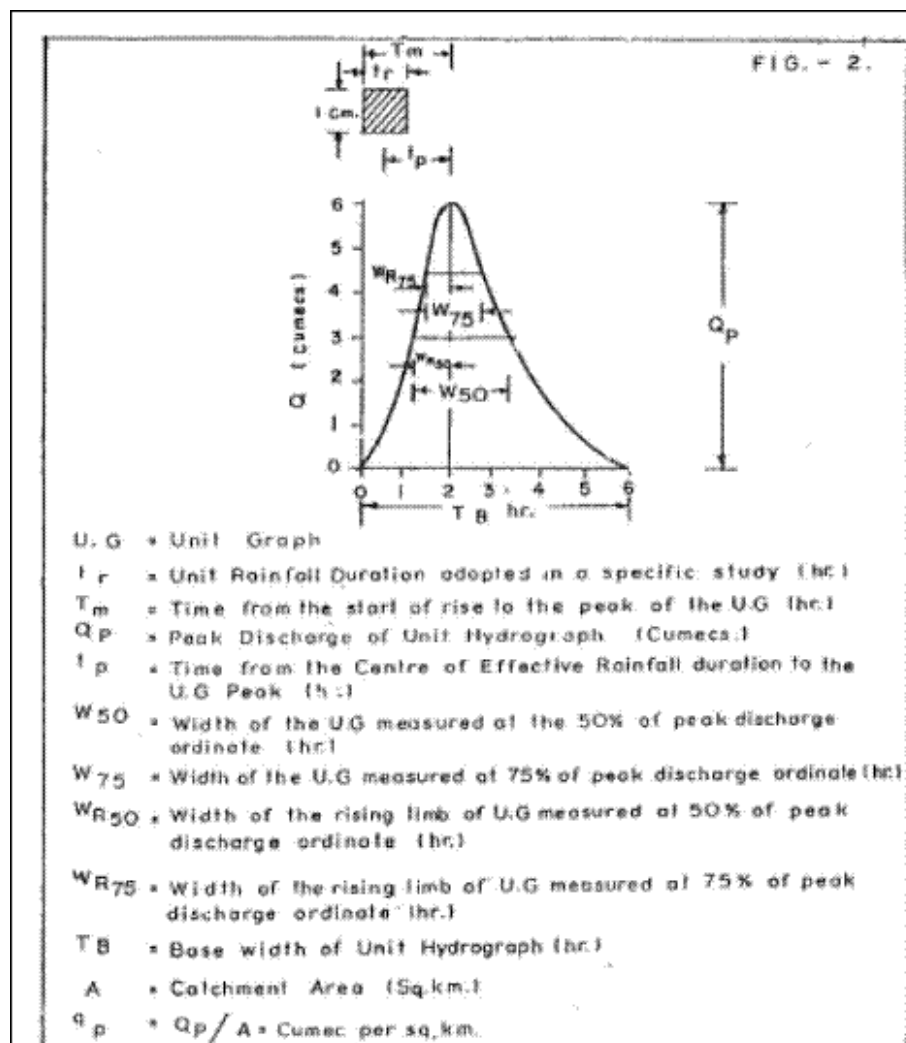 FIG. - 2.
Tm
tr
1 Cm.
tp
6
5
4
3
2
1
0
Q (Cumecs)
WR75
W75
WR50
W50
QP
0 1 2 3 4 5 6
TB hr.
U.G = Unit Graph
tr = Unit Rainfall Duration adopted in a specific study (hr.)
Tm = Time from the start of rise to the peak of the U.G (hr.)
QP = Peak Discharge of Unit Hydrograph (Cumecs.)
tp = Time from the Centre of Effective Rainfall duration to the
U.G Peak (hr.)
W50 = Width of the U.G measured at the 50% of peak discharge
ordinate (hr.)
W75 = Width of the U.G measured at 75% of peak discharge ordinate (hr.)
WR50 = Width of the rising limb of U.G measured at 50% of peak
discharge ordinate (hr.)
WR75 = Width of the rising limb of U.G measured at 75% of peak
discharge ordinate (hr.)
TB = Base width of Unit Hydrograph (hr.)
A = Catchment Area (Sq.km.)
qp = QP/A = Cumec per sq.km.